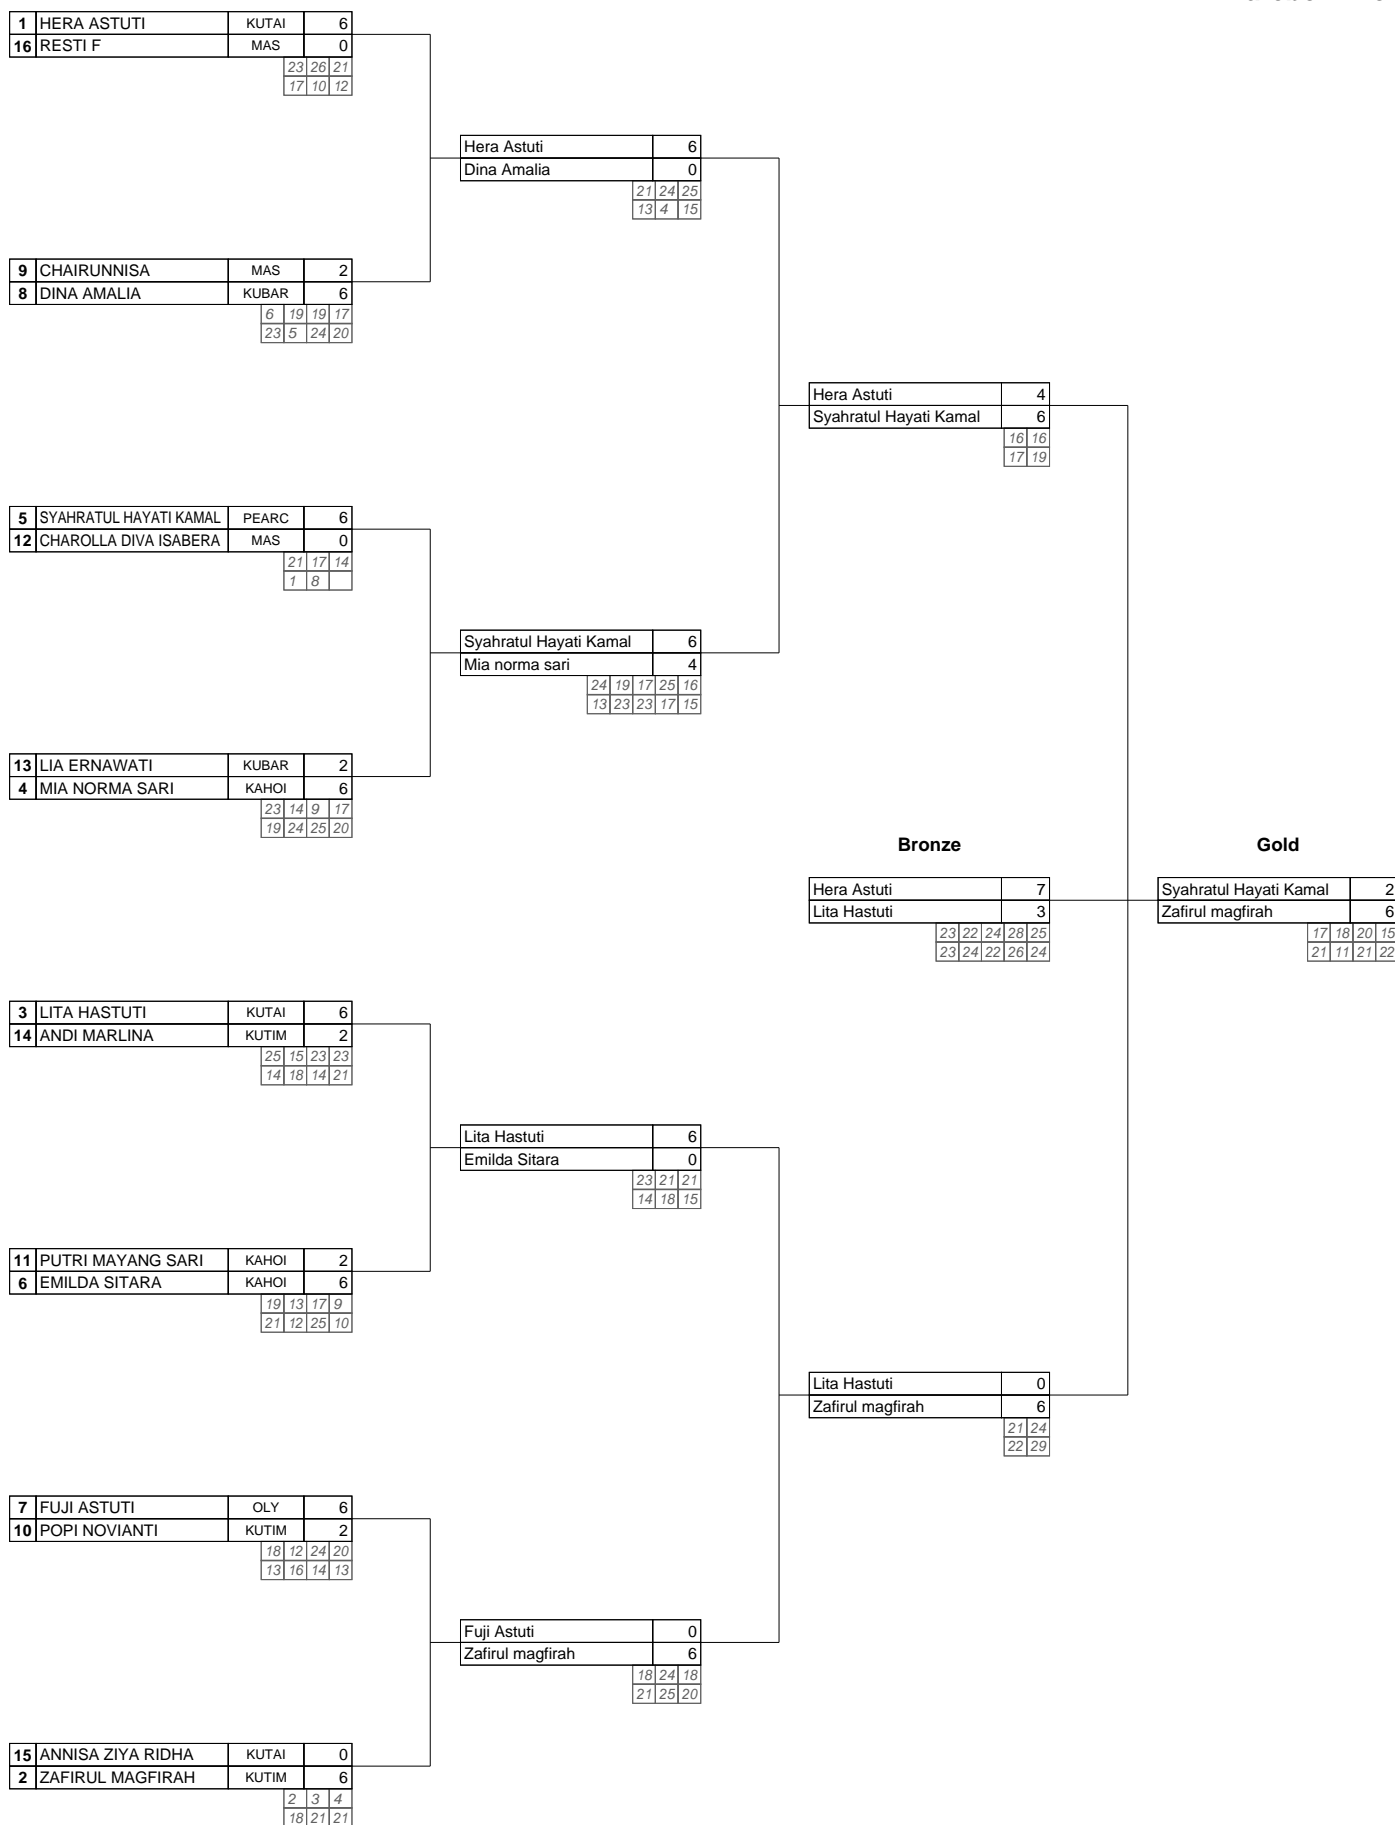 1 HERA ASTUTI KUTAI 6
16 RESTI F MAS 0
23 26 21
17 10 12
Hera Astuti 6
Dina Amalia 0
21 24 25
13 4 15
9 CHAIRUNNISA MAS 2
8 DINA AMALIA KUBAR 6
6 19 19 17
23 5 24 20
Hera Astuti 4
Syahratul Hayati Kamal 6
16 16
17 19
5 SYAHRATUL HAYATI KAMAL PEARC 6
12 CHAROLLA DIVA ISABERA MAS 0
21 17 14
1 8
Syahratul Hayati Kamal 6
Mia norma sari 4
24 19 17 25 16
13 23 23 17 15
13 LIA ERNAWATI KUBAR 2
4 MIA NORMA SARI KAHOI 6
23 14 9 17
19 24 25 20
Bronze Gold
Hera Astuti 7 Syahratul Hayati Kamal 2
Lita Hastuti 3 Zafirul magfirah 6
23 22 24 28 25 17 18 20 15
23 24 22 26 24 21 11 21 22
3 LITA HASTUTI KUTAI 6
14 ANDI MARLINA KUTIM 2
25 15 23 23
14 18 14 21
Lita Hastuti 6
Emilda Sitara 0
23 21 21
14 18 15
11 PUTRI MAYANG SARI KAHOI 2
6 EMILDA SITARA KAHOI 6
19 13 17 9
21 12 25 10
Lita Hastuti 0
Zafirul magfirah 6
21 24
22 29
7 FUJI ASTUTI OLY 6
10 POPI NOVIANTI KUTIM 2
18 12 24 20
13 16 14 13
Fuji Astuti 0
Zafirul magfirah 6
18 24 18
21 25 20
15 ANNISA ZIYA RIDHA KUTAI 0
2 ZAFIRUL MAGFIRAH KUTIM 6
2 3 4
18 21 21